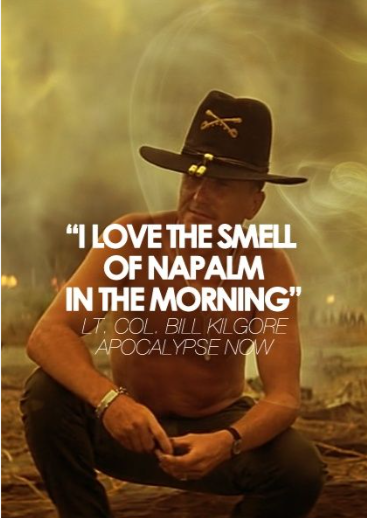 “I LOVE THE SMELL
OF NAPALM
IN THE MORNING”
LT. COL. BILL KILGORE
APOCALYPSE NOW